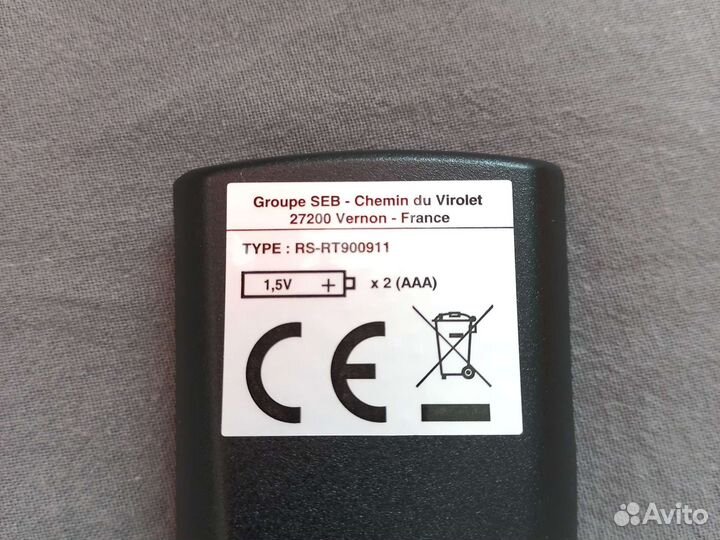 Groupe SEB - Chemin du Virolet
27200 Vernon - France
TYPE : RS-RT900911
1,5V + x 2 (AAA)
CE
Avito